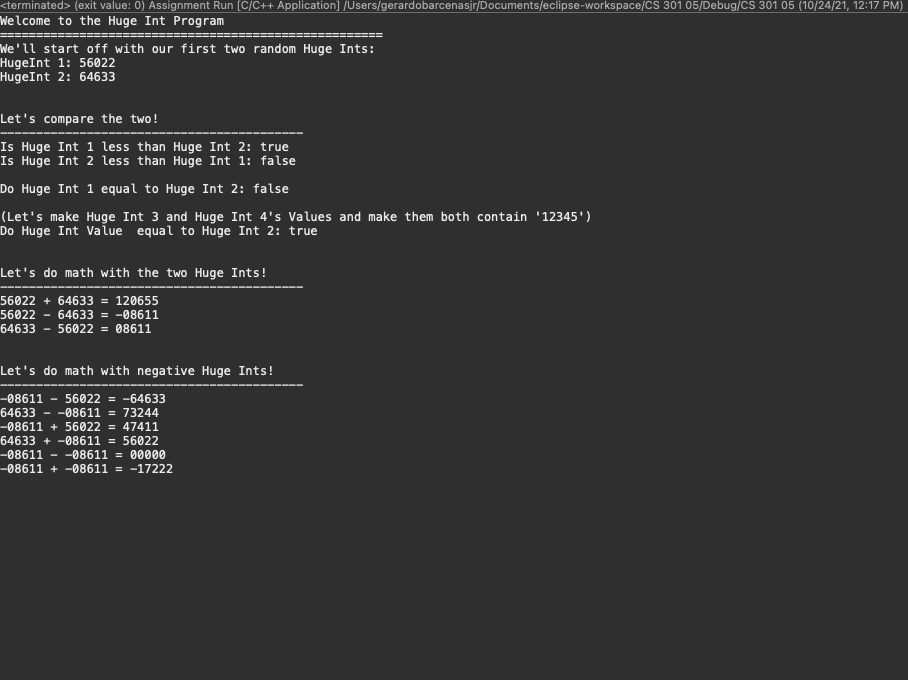 <terminated> (exit value: 0) Assignment Run [C/C++ Application] /Users/gerardobarcenasjr/Documents/eclipse-workspace/CS 301 05/Debug/CS 301 05 (10/24/21, 12:17 PM)
Welcome to the Huge Int Program
=====================================================
We'll start off with our first two random Huge Ints:
HugeInt 1: 56022
HugeInt 2: 64633
Let's compare the two!
------------------------------------------
Is Huge Int 1 less than Huge Int 2: true
Is Huge Int 2 less than Huge Int 1: false
Do Huge Int 1 equal to Huge Int 2: false
(Let's make Huge Int 3 and Huge Int 4's Values and make them both contain '12345')
Do Huge Int Value  equal to Huge Int 2: true
Let's do math with the two Huge Ints!
------------------------------------------
56022 + 64633 = 120655
56022 - 64633 = -08611
64633 - 56022 = 08611
Let's do math with negative Huge Ints!
------------------------------------------
-08611 - 56022 = -64633
64633 - -08611 = 73244
-08611 + 56022 = 47411
64633 + -08611 = 56022
-08611 - -08611 = 00000
-08611 + -08611 = -17222